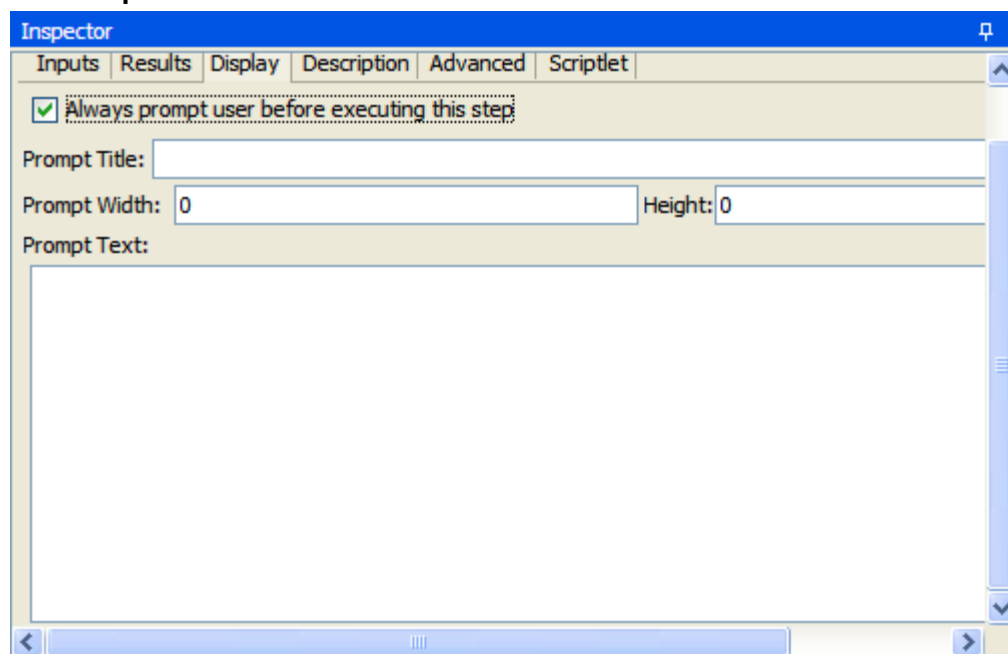 Inspector
Inputs Results Display Description Advanced Scriptlet
Always prompt user before executing this step
Prompt Title:
Prompt Width: 0 Height: 0
Prompt Text: